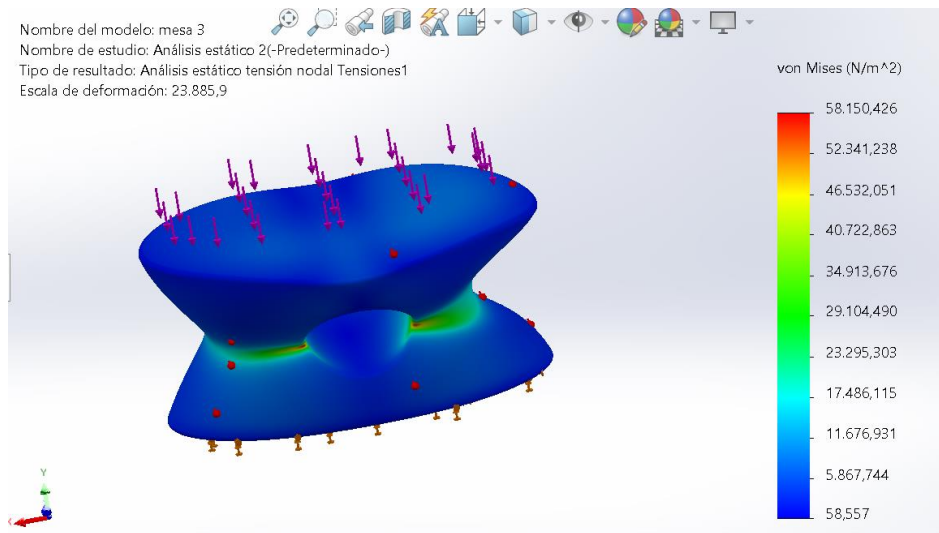 Nombre del modelo: mesa 3
Nombre de estudio: Análisis estático 2(-Predeterminado-)
Tipo de resultado: Análisis estático tensión nodal Tensiones1
Escala de deformación: 23.885,9
von Mises (N/m^2)
58.150,426
52.341,238
46.532,051
40.722,863
34.913,676
29.104,490
23.295,303
17.486,115
11.676,931
5.867,744
58,557
Y